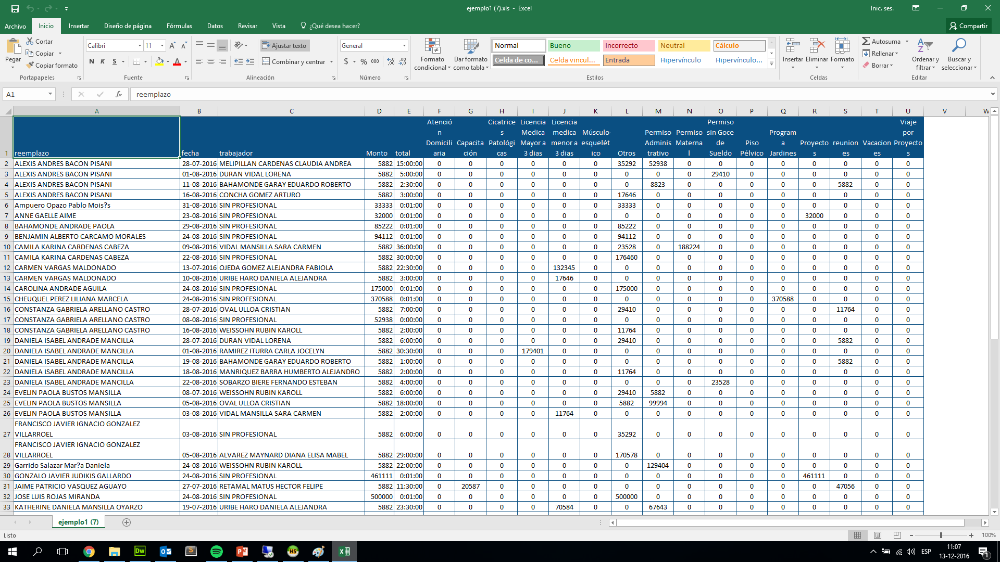 ejemplo1 (7).xls - Excel
Inic. ses.
Archivo Inicio Insertar Diseño de página Fórmulas Datos Revisar Vista ¿Qué desea hacer? Compartir
Pegar Cortar Calibri 11 Ajustar texto General Formato condicional Dar formato como tabla Normal Bueno Incorrecto Neutral Cálculo Insertar Eliminar Formato Autosuma Ordenar y filtrar Buscar y seleccionar
Copiar N K S Combinar y centrar $ % 000 Celda de co... Celda vincul... Entrada Hipervínculo Hipervínculo... Rellenar
Copiar formato Borrar
Portapapeles Fuente Alineación Número Estilos Celdas Editar
A1 fx reemplazo
A B C D E F G H I J K L M N O P Q R S T U V W
1 reemplazo fecha trabajador Monto total Atención Domiciliaria Capacitación Cicatrices Patológicas Licencia Medica Mayor a 3 dias Licencia medica menor a 3 dias Músculo-esquelético Otros Permiso Administrativo Permiso Maternal Permiso sin Goce de Sueldo Piso Pélvico Programa Jardines Proyectos reuniones Vacaciones Viaje por Proyectos
2 ALEXIS ANDRES BACON PISANI 28-07-2016 MELIPILLAN CARDENAS CLAUDIA ANDREA 5882 15:00:00 0 0 0 0 0 0 35292 52938 0 0 0 0 0 0 0 0
3 ALEXIS ANDRES BACON PISANI 01-08-2016 DURAN VIDAL LORENA 5882 5:00:00 0 0 0 0 0 0 0 0 0 29410 0 0 0 0 0 0
4 ALEXIS ANDRES BACON PISANI 11-08-2016 BAHAMONDE GARAY EDUARDO ROBERTO 5882 2:30:00 0 0 0 0 0 0 0 8823 0 0 0 0 0 5882 0 0
5 ALEXIS ANDRES BACON PISANI 16-08-2016 CONCHA GOMEZ ARTURO 5882 3:00:00 0 0 0 0 0 0 17646 0 0 0 0 0 0 0 0 0
6 Ampuero Opazo Pablo Mois?s 31-08-2016 SIN PROFESIONAL 33333 0:01:00 0 0 0 0 0 0 33333 0 0 0 0 0 0 0 0 0
7 ANNE GAELLE AIME 23-08-2016 SIN PROFESIONAL 32000 0:01:00 0 0 0 0 0 0 0 0 0 0 0 0 32000 0 0 0
8 BAHAMONDE ANDRADE PAOLA 29-08-2016 SIN PROFESIONAL 85222 0:01:00 0 0 0 0 0 0 85222 0 0 0 0 0 0 0 0 0
9 BENJAMIN ALBERTO CARCAMO MORALES 24-08-2016 SIN PROFESIONAL 94112 0:01:00 0 0 0 0 0 0 94112 0 0 0 0 0 0 0 0 0
10 CAMILA KARINA CARDENAS CABEZA 09-08-2016 VIDAL MANSILLA SARA CARMEN 5882 36:00:00 0 0 0 0 0 0 23528 0 188224 0 0 0 0 0 0 0
11 CAMILA KARINA CARDENAS CABEZA 22-08-2016 SIN PROFESIONAL 5882 30:00:00 0 0 0 0 0 0 176460 0 0 0 0 0 0 0 0 0
12 CARMEN VARGAS MALDONADO 13-07-2016 OJEDA GOMEZ ALEJANDRA FABIOLA 5882 22:30:00 0 0 0 0 132345 0 0 0 0 0 0 0 0 0 0 0
13 CARMEN VARGAS MALDONADO 10-08-2016 URIBE HARO DANIELA ALEJANDRA 5882 3:00:00 0 0 0 0 17646 0 0 0 0 0 0 0 0 0 0 0
14 CAROLINA ANDRADE AGUILA 24-08-2016 SIN PROFESIONAL 175000 0:01:00 0 0 0 0 0 0 175000 0 0 0 0 0 0 0 0 0
15 CHEUQUEL PEREZ LILIANA MARCELA 24-08-2016 SIN PROFESIONAL 370588 0:01:00 0 0 0 0 0 0 0 0 0 0 0 370588 0 0 0 0
16 CONSTANZA GABRIELA ARELLANO CASTRO 28-07-2016 OVAL ULLOA CRISTIAN 5882 7:00:00 0 0 0 0 0 0 29410 0 0 0 0 0 0 11764 0 0
17 CONSTANZA GABRIELA ARELLANO CASTRO 08-08-2016 SIN PROFESIONAL 52938 0:00:00 0 0 0 0 0 0 0 0 0 0 0 0 0 0 0 0
18 CONSTANZA GABRIELA ARELLANO CASTRO 16-08-2016 WEISSOHN RUBIN KAROLL 5882 2:00:00 0 0 0 0 0 0 11764 0 0 0 0 0 0 0 0 0
19 DANIELA ISABEL ANDRADE MANCILLA 28-07-2016 DURAN VIDAL LORENA 5882 6:00:00 0 0 0 0 0 0 29410 0 0 0 0 0 0 5882 0 0
20 DANIELA ISABEL ANDRADE MANCILLA 01-08-2016 RAMIREZ ITURRA CARLA JOCELYN 5882 30:30:00 0 0 0 179401 0 0 0 0 0 0 0 0 0 0 0 0
21 DANIELA ISABEL ANDRADE MANCILLA 19-08-2016 BAHAMONDE GARAY EDUARDO ROBERTO 5882 1:00:00 0 0 0 0 0 0 0 0 0 0 0 0 0 5882 0 0
22 DANIELA ISABEL ANDRADE MANCILLA 18-08-2016 MANRIQUEZ BARRA HUMBERTO ALEJANDRO 5882 2:00:00 0 0 0 0 0 0 11764 0 0 0 0 0 0 0 0 0
23 DANIELA ISABEL ANDRADE MANCILLA 22-08-2016 SOBARZO BIERE FERNANDO ESTEBAN 5882 4:00:00 0 0 0 0 0 0 0 0 0 23528 0 0 0 0 0 0
24 EVELIN PAOLA BUSTOS MANSILLA 08-07-2016 WEISSOHN RUBIN KAROLL 5882 6:00:00 0 0 0 0 0 0 29410 5882 0 0 0 0 0 0 0 0
25 EVELIN PAOLA BUSTOS MANSILLA 05-08-2016 OVAL ULLOA CRISTIAN 5882 18:00:00 0 0 0 0 0 0 5882 99994 0 0 0 0 0 0 0 0
26 EVELIN PAOLA BUSTOS MANSILLA 03-08-2016 VIDAL MANSILLA SARA CARMEN 5882 2:00:00 0 0 0 0 11764 0 0 0 0 0 0 0 0 0 0 0
FRANCISCO JAVIER IGNACIO GONZALEZ
27 VILLARROEL 03-08-2016 SIN PROFESIONAL 5882 6:00:00 0 0 0 0 0 0 35292 0 0 0 0 0 0 0 0 0
FRANCISCO JAVIER IGNACIO GONZALEZ
28 VILLARROEL 05-08-2016 ALVAREZ MAYNARD DIANA ELISA MABEL 5882 29:00:00 0 0 0 0 0 0 170578 0 0 0 0 0 0 0 0 0
29 Garrido Salazar Mar?a Daniela 24-08-2016 WEISSOHN RUBIN KAROLL 5882 22:00:00 0 0 0 0 0 0 0 129404 0 0 0 0 0 0 0 0
30 GONZALO JAVIER JUDIKIS GALLARDO 24-08-2016 SIN PROFESIONAL 461111 0:01:00 0 0 0 0 0 0 0 0 0 0 0 0 461111 0 0 0
31 JAIME PATRICIO VASQUEZ AGUAYO 27-07-2016 RETAMAL MATUS HECTOR FELIPE 5882 11:30:00 0 20587 0 0 0 0 0 0 0 0 0 0 0 47056 0 0
32 JOSE LUIS ROJAS MIRANDA 24-08-2016 SIN PROFESIONAL 500000 0:01:00 0 0 0 0 0 0 500000 0 0 0 0 0 0 0 0 0
33 KATHERINE DANIELA MANSILLA OYARZO 19-07-2016 URIBE HARO DANIELA ALEJANDRA 5882 23:30:00 0 0 0 0 70584 0 0 67643 0 0 0 0 0 0 0 0
ejemplo1 (7)
Listo 100%
Dw S HS ESP 11:07
13-12-2016 1